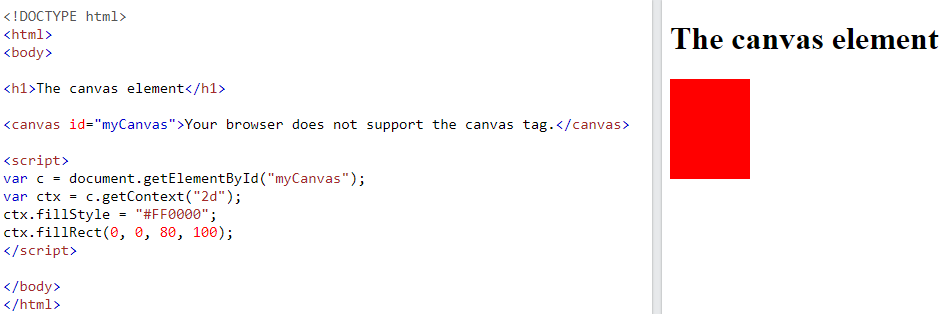 <!DOCTYPE html>
<html>
<body>
<h1>The canvas element</h1>
<canvas id="myCanvas">Your browser does not support the canvas tag.</canvas>
<script>
var c = document.getElementById("myCanvas");
var ctx = c.getContext("2d");
ctx.fillStyle = "#FF0000";
ctx.fillRect(0, 0, 80, 100);
</script>
</body>
</html>
The canvas element